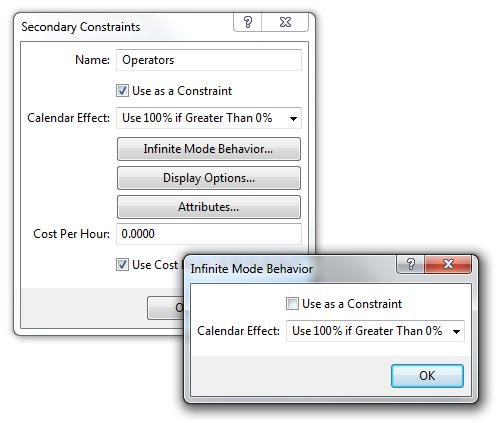 Secondary Constraints
Name: Operators
Use as a Constraint
Calendar Effect: Use 100% if Greater Than 0%
Infinite Mode Behavior...
Display Options...
Attributes...
Cost Per Hour: 0.0000
Use Cost
Infinite Mode Behavior
Use as a Constraint
Calendar Effect: Use 100% if Greater Than 0%
OK